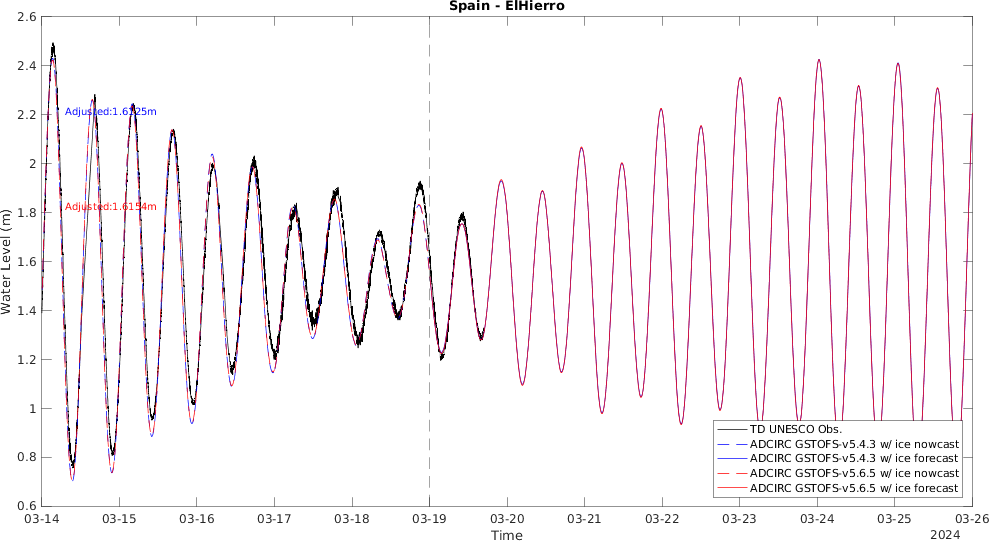 Spain - ElHierro
2.6
2.4
2.2
2
1.8
1.6
1.4
1.2
1
0.8
0.6
Water Level (m)
Adjusted:1.6125m
Adjusted:1.6154m
TD UNESCO Obs.
ADCIRC GSTOFS-v5.4.3 w/ ice nowcast
ADCIRC GSTOFS-v5.4.3 w/ ice forecast
ADCIRC GSTOFS-v5.6.5 w/ ice nowcast
ADCIRC GSTOFS-v5.6.5 w/ ice forecast
03-14 03-15 03-16 03-17 03-18 03-19 03-20 03-21 03-22 03-23 03-24 03-25 03-26
Time
2024